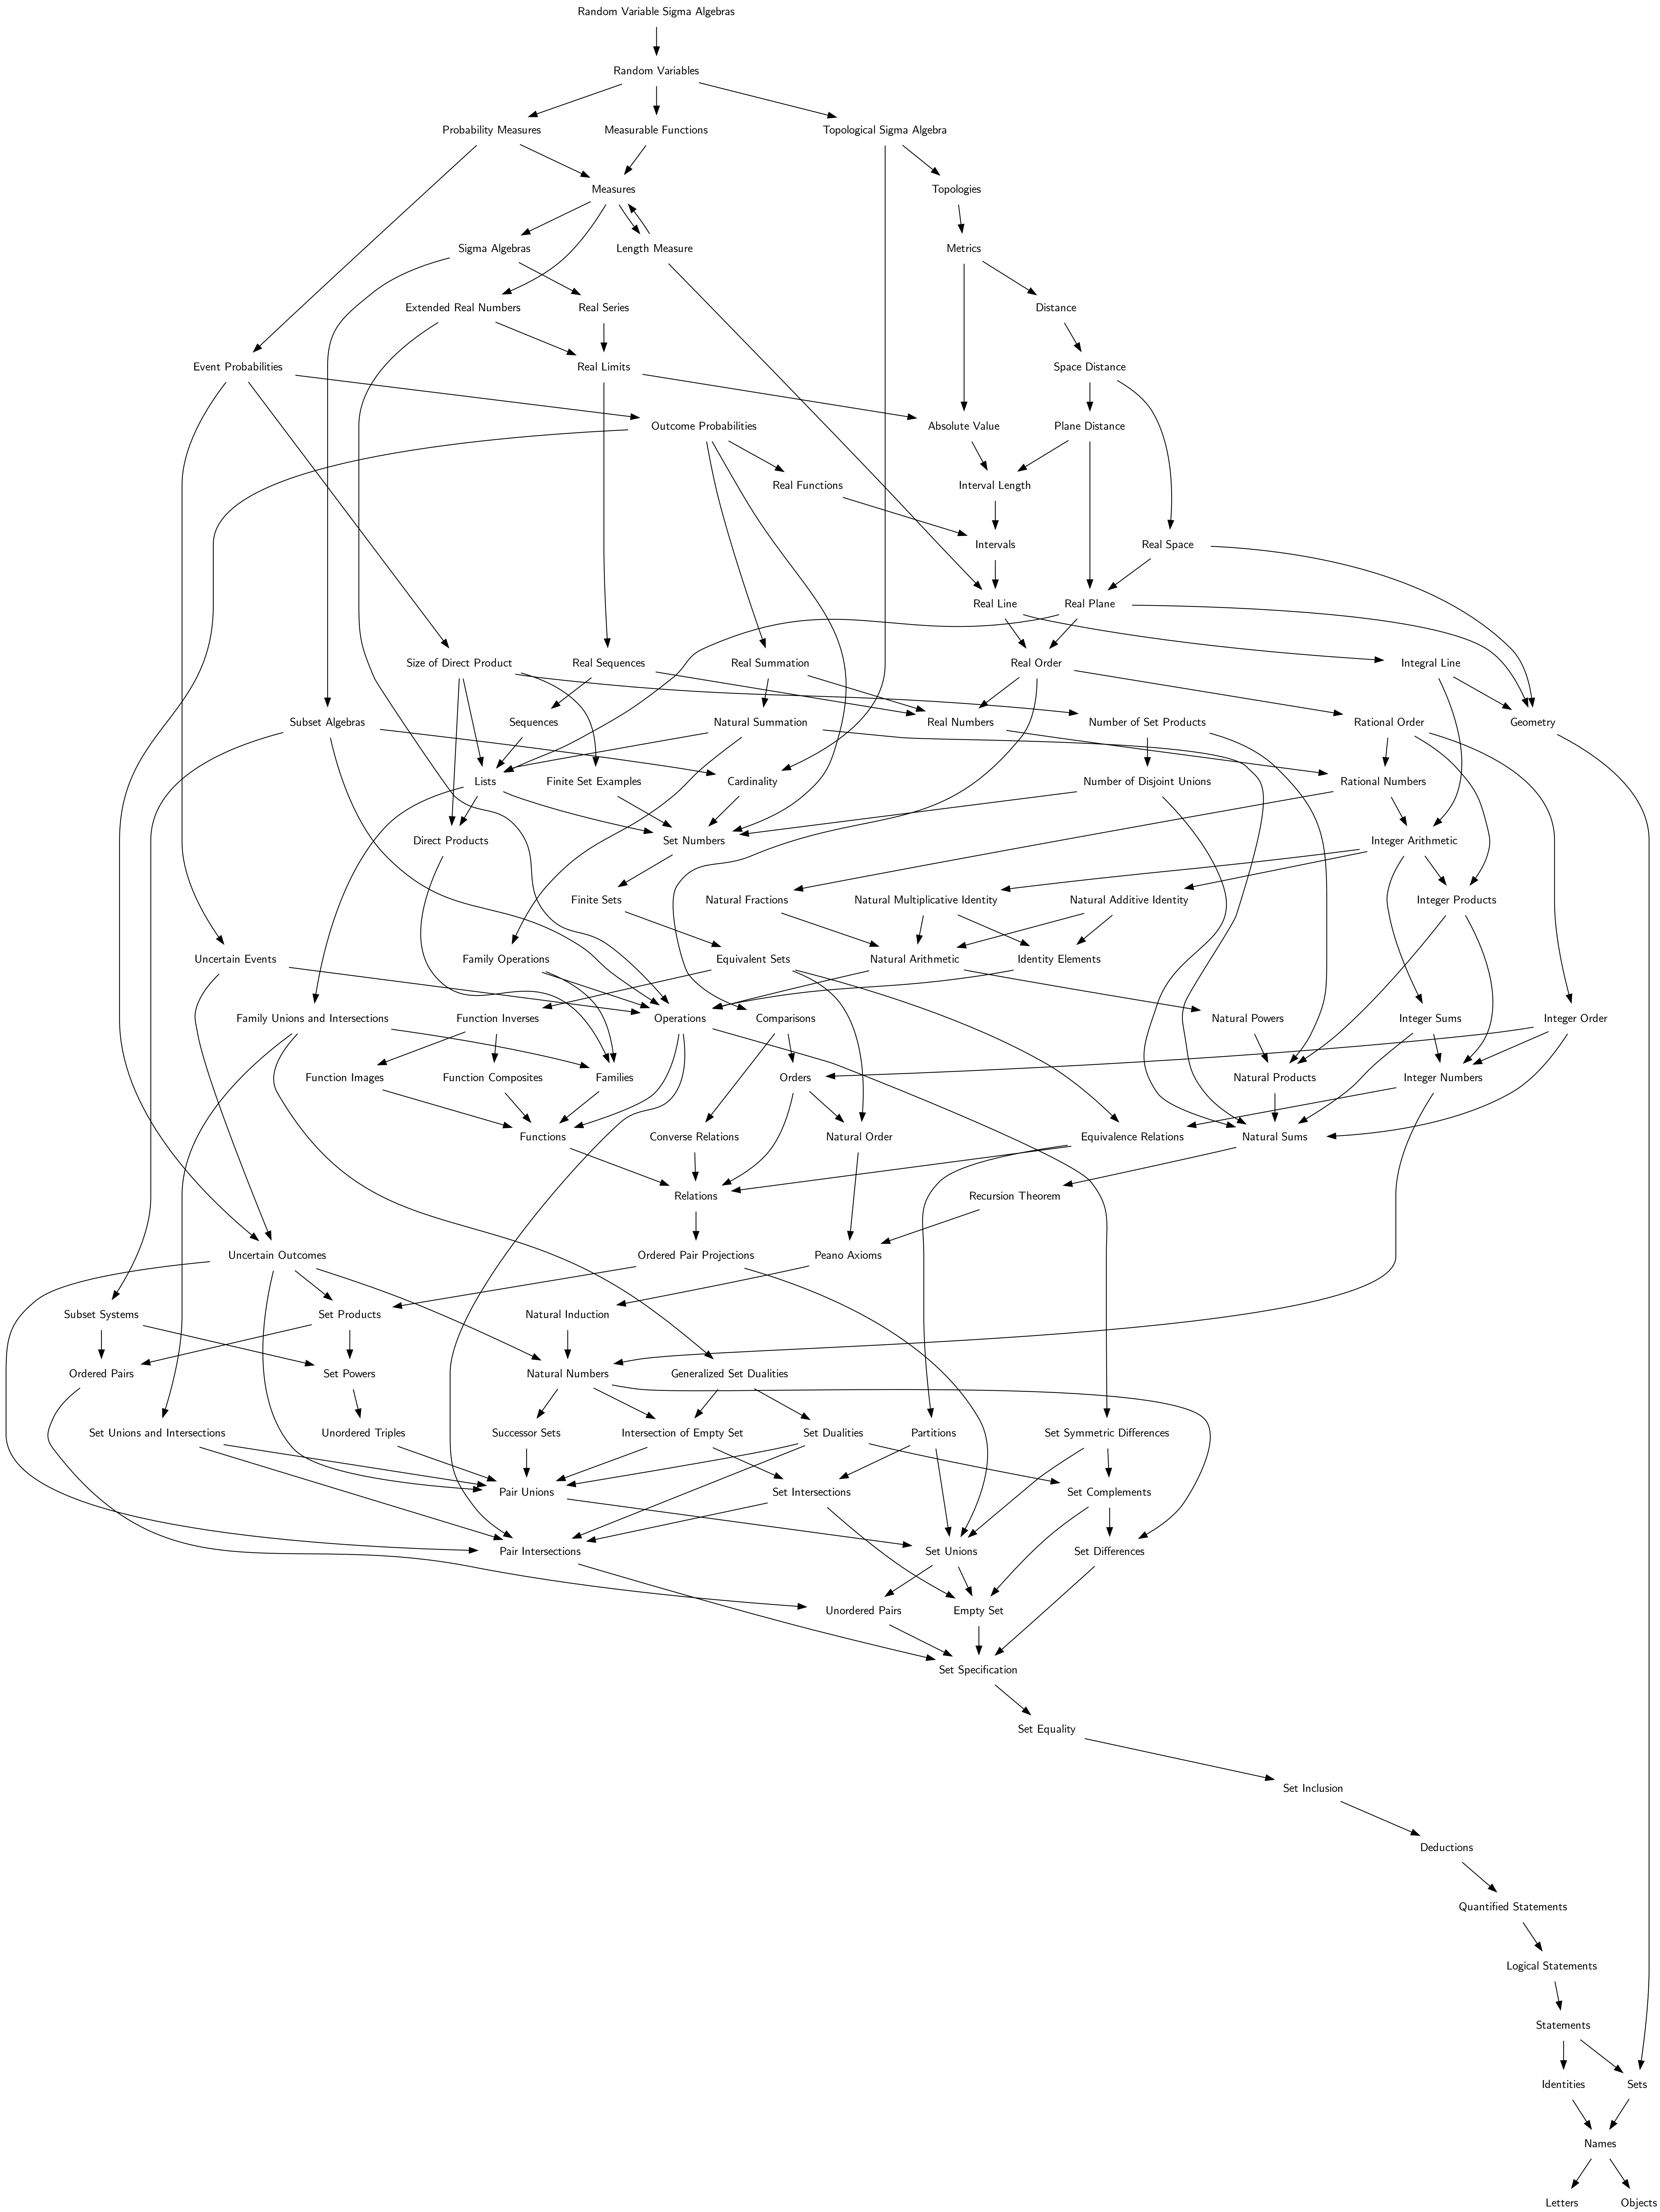 Random Variable Sigma Algebras
Random Variables
Probability Measures
Measurable Functions
Topological Sigma Algebra
Measures
Topologies
Sigma Algebras
Length Measure
Metrics
Extended Real Numbers
Real Series
Distance
Event Probabilities
Real Limits
Space Distance
Outcome Probabilities
Absolute Value
Plane Distance
Real Functions
Interval Length
Intervals
Real Space
Real Line
Real Plane
Size of Direct Product
Real Sequences
Real Summation
Real Order
Integral Line
Subset Algebras
Sequences
Natural Summation
Real Numbers
Number of Set Products
Rational Order
Geometry
Lists
Finite Set Examples
Cardinality
Number of Disjoint Unions
Rational Numbers
Direct Products
Set Numbers
Integer Arithmetic
Finite Sets
Natural Fractions
Natural Multiplicative Identity
Natural Additive Identity
Integer Products
Uncertain Events
Family Operations
Equivalent Sets
Natural Arithmetic
Identity Elements
Family Unions and Intersections
Function Inverses
Operations
Comparisons
Natural Powers
Integer Sums
Integer Order
Function Images
Function Composites
Families
Orders
Natural Products
Integer Numbers
Functions
Converse Relations
Natural Order
Equivalence Relations
Natural Sums
Relations
Recursion Theorem
Uncertain Outcomes
Ordered Pair Projections
Peano Axioms
Subset Systems
Set Products
Natural Induction
Ordered Pairs
Set Powers
Natural Numbers
Generalized Set Dualities
Set Unions and Intersections
Unordered Triples
Successor Sets
Intersection of Empty Set
Set Dualities
Partitions
Set Symmetric Differences
Pair Unions
Set Intersections
Set Complements
Pair Intersections
Set Unions
Set Differences
Unordered Pairs
Empty Set
Set Specification
Set Equality
Set Inclusion
Deductions
Quantified Statements
Logical Statements
Statements
Identities
Sets
Names
Letters
Objects